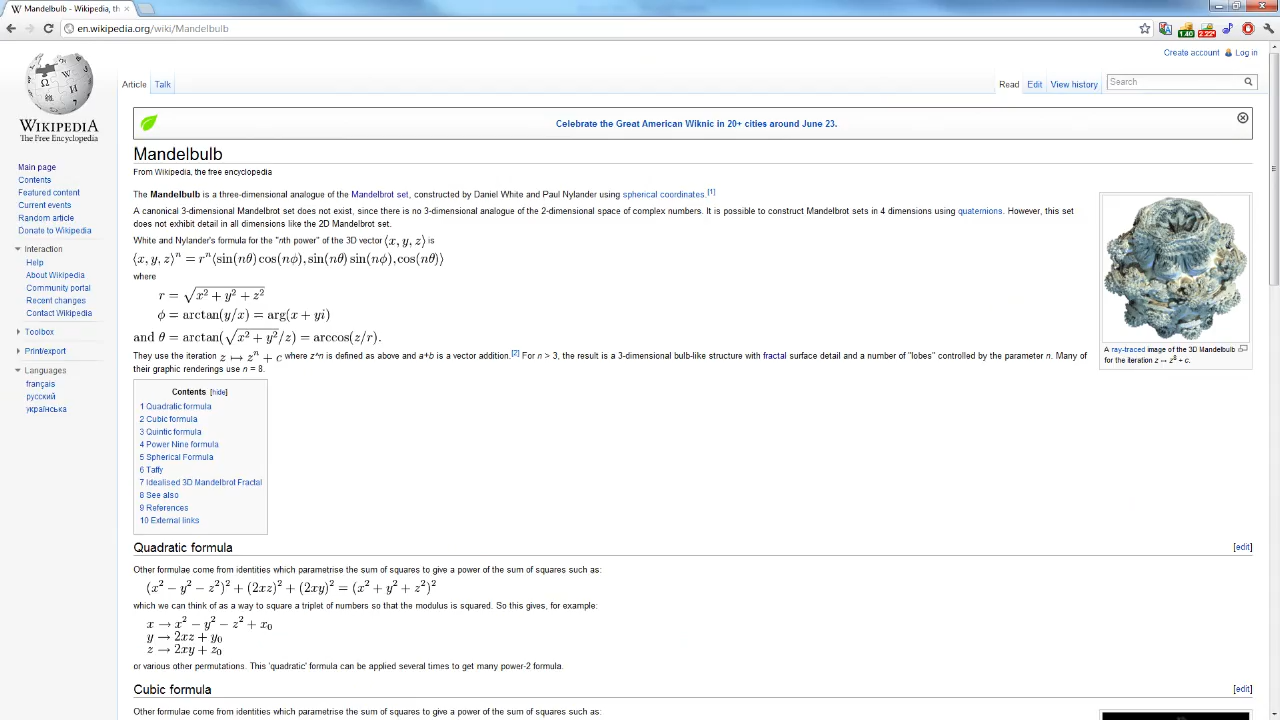 Mandelbulb - Wikipedia, th
en.wikipedia.org/wiki/Mandelbulb
1.40 2.22°
Create account Log in
Article Talk Read Edit View history Search
WIKIPEDIA
The Free Encyclopedia
Main page
Contents
Featured content
Current events
Random article
Donate to Wikipedia
Interaction
Help
About Wikipedia
Community portal
Recent changes
Contact Wikipedia
Toolbox
Print/export
Languages
français
русский
українська
Celebrate the Great American Wiknic in 20+ cities around June 23.
Mandelbulb
From Wikipedia, the free encyclopedia
The Mandelbulb is a three-dimensional analogue of the Mandelbrot set, constructed by Daniel White and Paul Nylander using spherical coordinates.[1]
A canonical 3-dimensional Mandelbrot set does not exist, since there is no 3-dimensional analogue of the 2-dimensional space of complex numbers. It is possible to construct Mandelbrot sets in 4 dimensions using quaternions. However, this set
does not exhibit detail in all dimensions like the 2D Mandelbrot set.
White and Nylander's formula for the "nth power" of the 3D vector ⟨x, y, z⟩ is
⟨x, y, z⟩ⁿ = rⁿ⟨sin(nθ) cos(nϕ), sin(nθ) sin(nϕ), cos(nθ)⟩
where
r = √(x² + y² + z²)
ϕ = arctan(y/x) = arg(x + yi)
and θ = arctan(√(x² + y²)/z) = arccos(z/r).
They use the iteration z ↦ zⁿ + c where z^n is defined as above and a+b is a vector addition.[2] For n > 3, the result is a 3-dimensional bulb-like structure with fractal surface detail and a number of "lobes" controlled by the parameter n. Many of
their graphic renderings use n = 8.
A ray-traced image of the 3D Mandelbulb
for the iteration z ↦ z⁸ + c.
Contents [hide]
1 Quadratic formula
2 Cubic formula
3 Quintic formula
4 Power Nine formula
5 Spherical Formula
6 Taffy
7 Idealised 3D Mandelbrot Fractal
8 See also
9 References
10 External links
Quadratic formula [edit]
Other formulae come from identities which parametrise the sum of squares to give a power of the sum of squares such as:
(x² − y² − z²)² + (2xz)² + (2xy)² = (x² + y² + z²)²
which we can think of as a way to square a triplet of numbers so that the modulus is squared. So this gives, for example:
x → x² − y² − z² + x₀
y → 2xz + y₀
z → 2xy + z₀
or various other permutations. This 'quadratic' formula can be applied several times to get many power-2 formula.
Cubic formula [edit]
Other formulae come from identities which parametrise the sum of squares to give a power of the sum of squares such as: